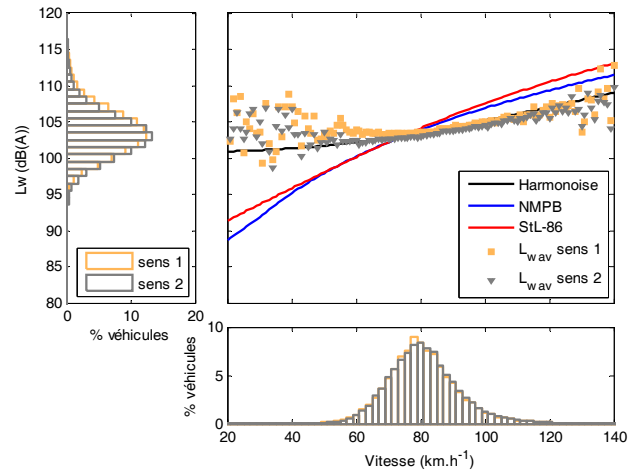 120
115
110
105
100
95
90
85
80
Lw (dB(A))
0
10
20
% véhicules
sens 1
sens 2
Harmonoise
NMPB
StL-86
L w av sens 1
L w av sens 2
10
5
0
% véhicules
20
40
60
80
100
120
140
Vitesse (km.h-1)